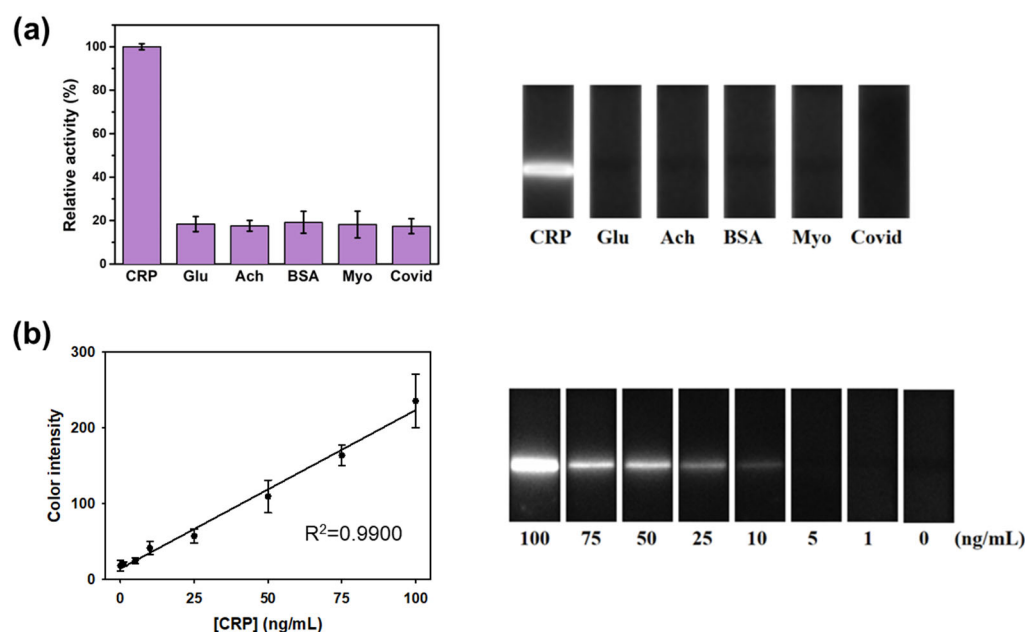 (a)
Relative activity (%)
100
80
60
40
20
0
CRP Glu Ach BSA Myo Covid
CRP Glu Ach BSA Myo Covid
(b)
Color intensity
300
200
100
0
R²=0.9900
0 25 50 75 100
[CRP] (ng/mL)
100 75 50 25 10 5 1 0 (ng/mL)